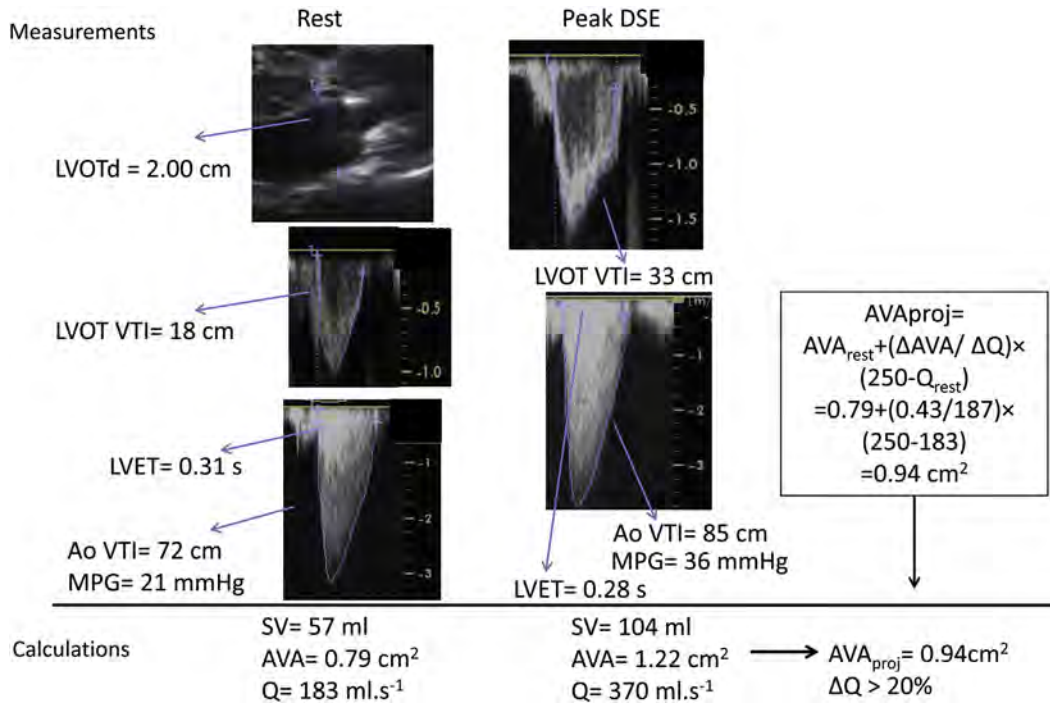 Rest
Peak DSE
Measurements
LVOTd = 2.00 cm
-0.5
-1.0
-1.5
LVOT VTI= 33 cm
LVOT VTI= 18 cm
-0.5
-1.0
LVET= 0.31 s
Ao VTI= 72 cm
MPG= 21 mmHg
-1
-2
-3
-1
-2
-3
Ao VTI= 85 cm
MPG= 36 mmHg
LVET= 0.28 s
AVAproj=
AVArest+(ΔAVA/ ΔQ)×
(250-Qrest)
=0.79+(0.43/187)×
(250-183)
=0.94 cm²
Calculations
SV= 57 ml
AVA= 0.79 cm²
Q= 183 ml.s⁻¹
SV= 104 ml
AVA= 1.22 cm²
Q= 370 ml.s⁻¹
AVAproj= 0.94cm²
ΔQ > 20%